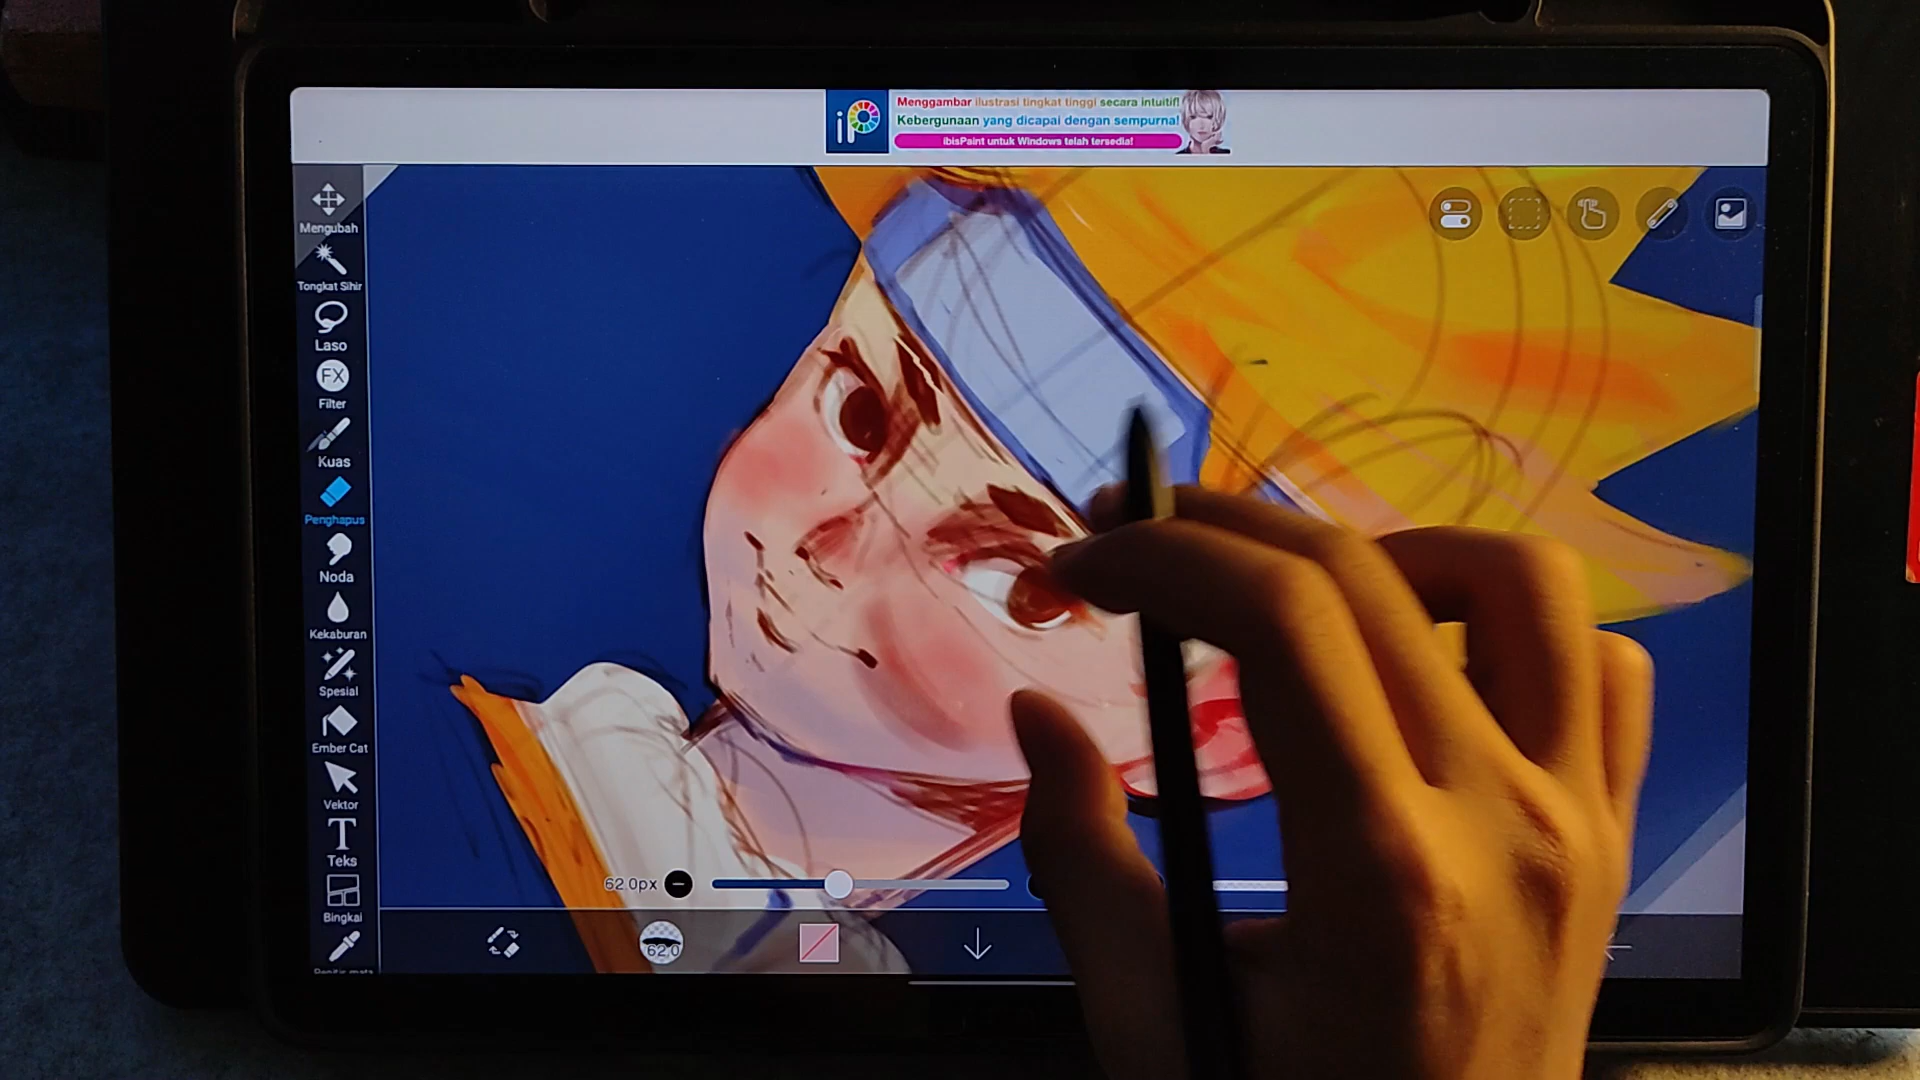 iP
Menggambar ilustrasi tingkat tinggi secara intuitif!
Kebergunaan yang dicapai dengan sempurna!
ibisPaint untuk Windows telah tersedia!
Mengubah
Tongkat Sihir
Laso
FX
Filter
Kuas
Penghapus
Noda
Kekaburan
Spesial
Ember Cat
Vektor
T
Teks
Bingkai
62.0px
62.0